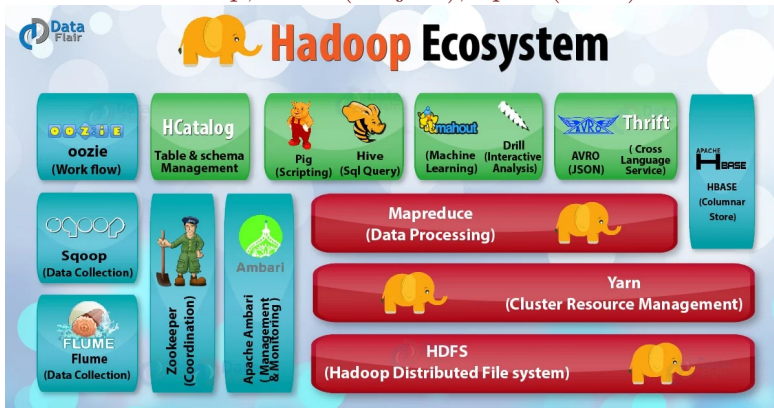 Data
Flair
Hadoop Ecosystem
OOZiE
oozie
(Work flow)
HCatalog
Table & schema
Management
Pig
(Scripting)
Hive
(Sql Query)
mahout
(Machine
Learning)
Drill
(Interactive
Analysis)
AVRO
AVRO
(JSON)
Thrift
( Cross
Language
Service)
APACHE
HBASE
HBASE
(Columnar
Store)
sqoop
Sqoop
(Data Collection)
FLUME
Flume
(Data Collection)
Zookeeper
(Coordination)
Ambari
Apache Ambari
( Management
& Monitoring)
Mapreduce
(Data Processing)
Yarn
(Cluster Resource Management)
HDFS
(Hadoop Distributed File system)